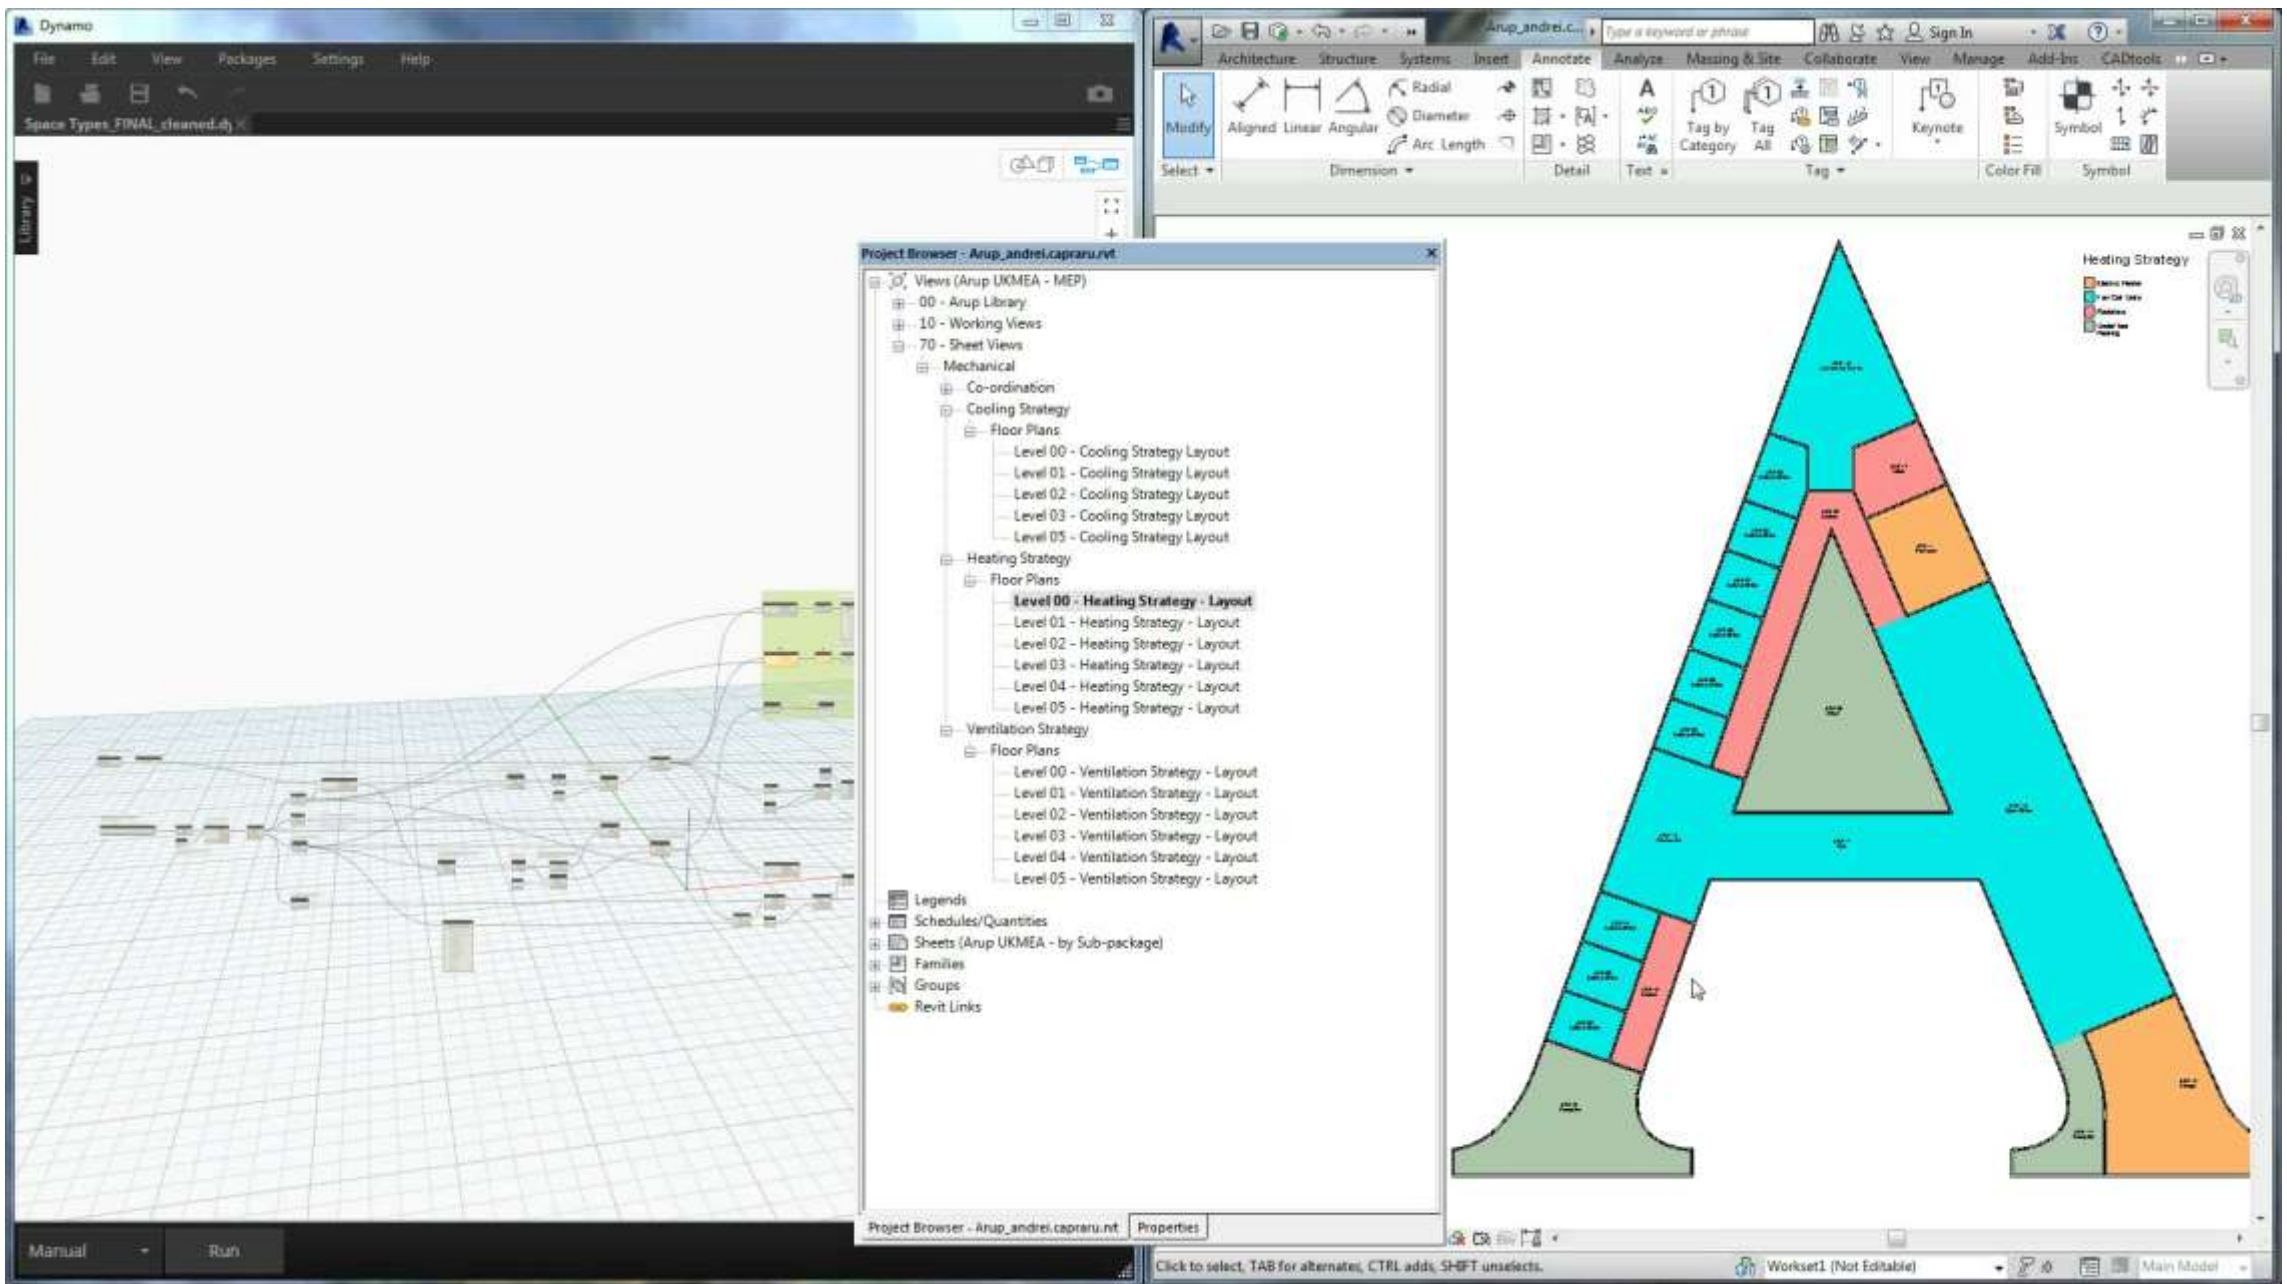 Dynamo
File Edit View Packages Settings Help
Space Types_FINAL_cleaned.dy
Library
Manual
Run
Arup_andrei.c...
Type a keyword or phrase
Sign In
Architecture Structure Systems Insert Annotate Analyze Massing & Site Collaborate View Manage Add-Ins CADtools
Modify
Aligned Linear Angular
Radial
Diameter
Arc Length
Tag by Category
Tag All
Keynote
Symbol
Select
Dimension
Detail
Text
Tag
Color Fill
Symbol
Project Browser - Arup_andrei.capraru.rvt
Views (Arup UKMEA - MEP)
00 - Arup Library
10 - Working Views
70 - Sheet Views
Mechanical
Co-ordination
Cooling Strategy
Floor Plans
Level 00 - Cooling Strategy Layout
Level 01 - Cooling Strategy Layout
Level 02 - Cooling Strategy Layout
Level 03 - Cooling Strategy Layout
Level 05 - Cooling Strategy Layout
Heating Strategy
Floor Plans
Level 00 - Heating Strategy - Layout
Level 01 - Heating Strategy - Layout
Level 02 - Heating Strategy - Layout
Level 03 - Heating Strategy - Layout
Level 04 - Heating Strategy - Layout
Level 05 - Heating Strategy - Layout
Ventilation Strategy
Floor Plans
Level 00 - Ventilation Strategy - Layout
Level 01 - Ventilation Strategy - Layout
Level 02 - Ventilation Strategy - Layout
Level 03 - Ventilation Strategy - Layout
Level 04 - Ventilation Strategy - Layout
Level 05 - Ventilation Strategy - Layout
Legends
Schedules/Quantities
Sheets (Arup UKMEA - by Sub-package)
Families
Groups
Revit Links
Project Browser - Arup_andrei.capraru.rvt
Properties
Heating Strategy
Click to select, TAB for alternates, CTRL adds, SHIFT unselects.
Workset1 (Not Editable)
:0
Main Model